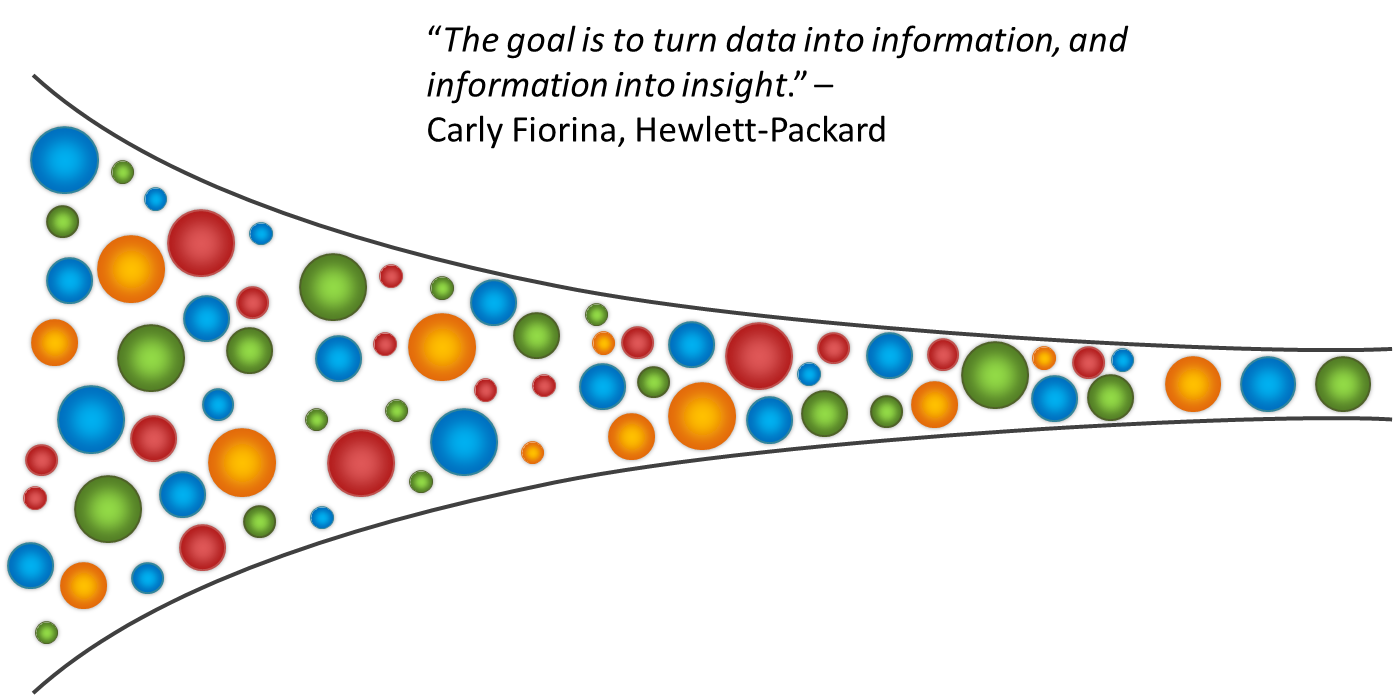 “The goal is to turn data into information, and
information into insight.” –
Carly Fiorina, Hewlett-Packard